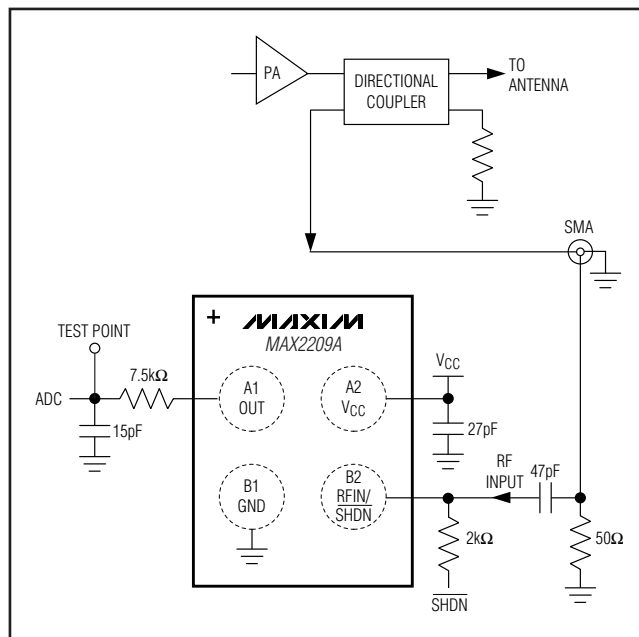 PA
DIRECTIONAL
COUPLER
TO
ANTENNA
SMA
+
MAXIM
MAX2209A
TEST POINT
ADC
7.5kΩ
15pF
A1
OUT
A2
VCC
VCC
27pF
B1
GND
B2
RFIN/
SHDN
RF
INPUT
47pF
2kΩ
50Ω
SHDN